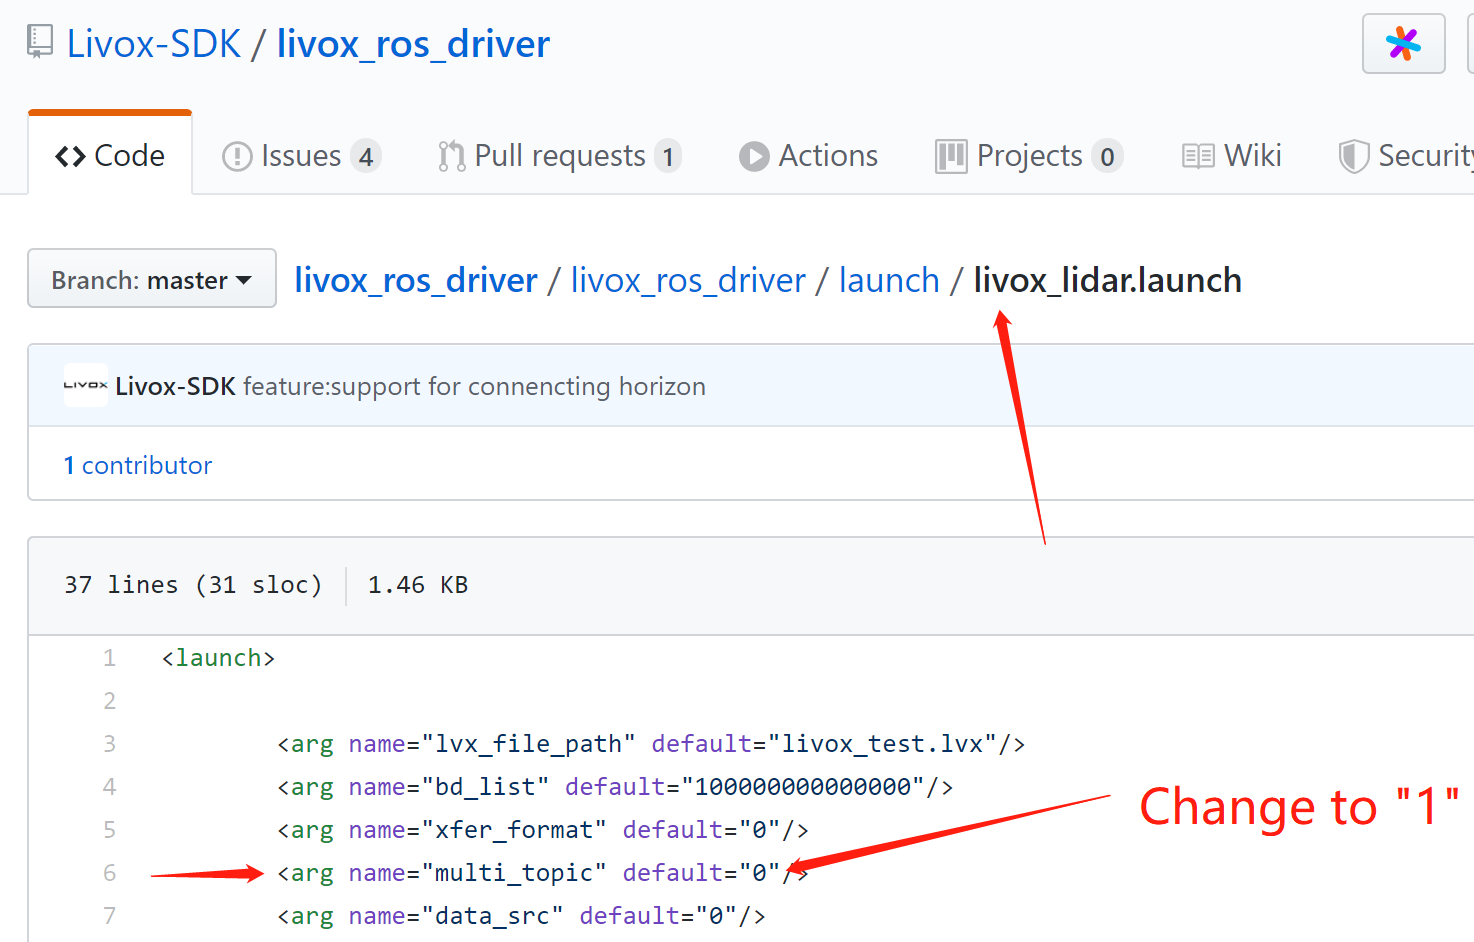 Livox-SDK / livox_ros_driver
Code Issues 4 Pull requests 1 Actions Projects 0 Wiki Security
Branch: master livox_ros_driver / livox_ros_driver / launch / livox_lidar.launch
LIVOX Livox-SDK feature:support for connencting horizon
1 contributor
37 lines (31 sloc) 1.46 KB
1 <launch>
2
3 <arg name="lvx_file_path" default="livox_test.lvx"/>
4 <arg name="bd_list" default="100000000000000"/>
Change to "1"
5 <arg name="xfer_format" default="0"/>
6 <arg name="multi_topic" default="0"/>
7 <arg name="data_src" default="0"/>